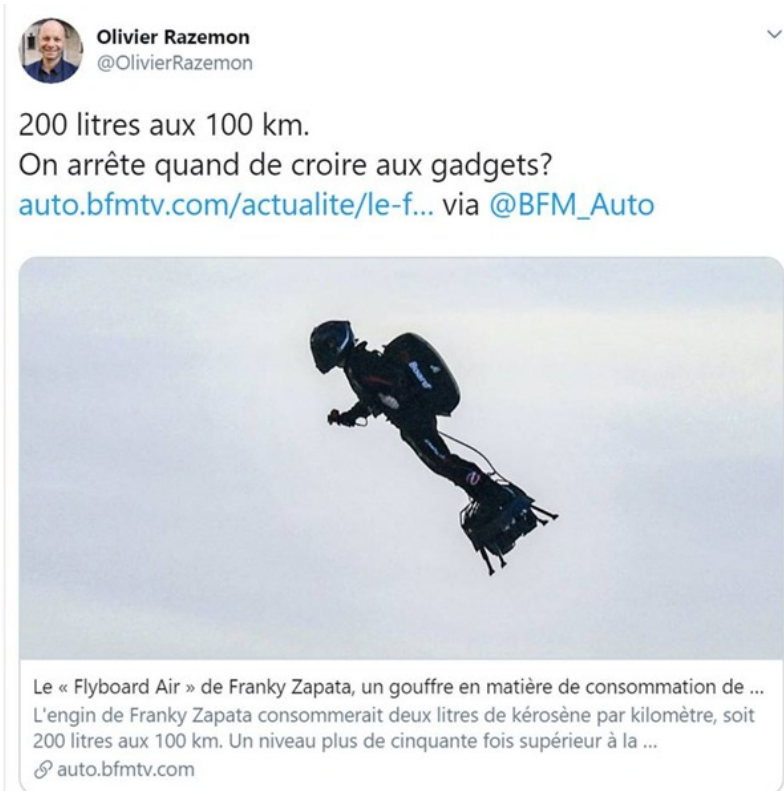 Olivier Razemon
@OlivierRazemon
200 litres aux 100 km.
On arrête quand de croire aux gadgets?
auto.bfmtv.com/actualite/le-f... via @BFM_Auto
Board
Le « Flyboard Air » de Franky Zapata, un gouffre en matière de consommation de ...
L'engin de Franky Zapata consommerait deux litres de kérosène par kilomètre, soit
200 litres aux 100 km. Un niveau plus de cinquante fois supérieur à la ...
auto.bfmtv.com